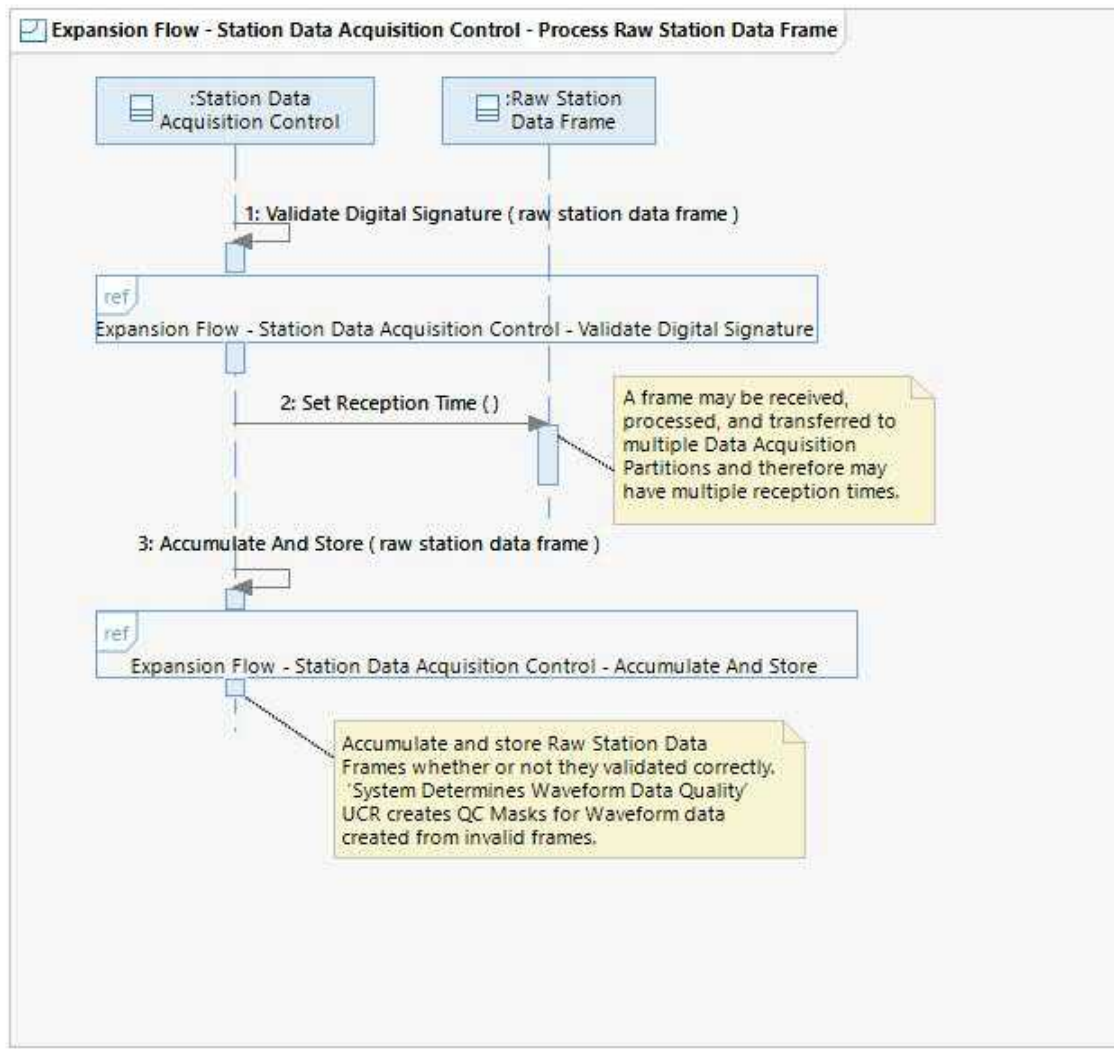 Expansion Flow - Station Data Acquisition Control - Process Raw Station Data Frame
:Station Data
Acquisition Control
:Raw Station
Data Frame
1: Validate Digital Signature ( raw station data frame )
ref
Expansion Flow - Station Data Acquisition Control - Validate Digital Signature
2: Set Reception Time ( )
A frame may be received,
processed, and transferred to
multiple Data Acquisition
Partitions and therefore may
have multiple reception times.
3: Accumulate And Store ( raw station data frame )
ref
Expansion Flow - Station Data Acquisition Control - Accumulate And Store
Accumulate and store Raw Station Data
Frames whether or not they validated correctly.
'System Determines Waveform Data Quality'
UCR creates QC Masks for Waveform data
created from invalid frames.